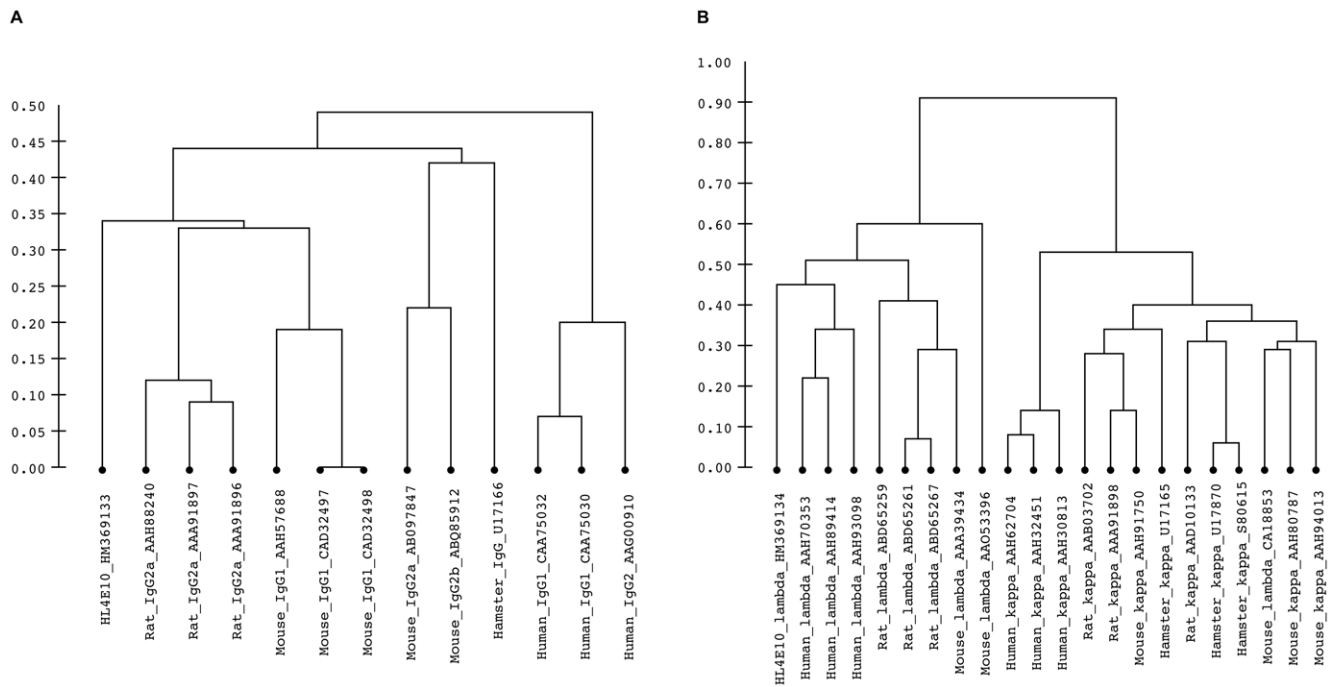 A
0.50
0.45
0.40
0.35
0.30
0.25
0.20
0.15
0.10
0.05
0.00
HL4E10_HM369133
Rat_IgG2a_AAH88240
Rat_IgG2a_AAA91897
Rat_IgG2a_AAA91896
Mouse_IgG1_AAH57688
Mouse_IgG1_CAD32497
Mouse_IgG1_CAD32498
Mouse_IgG2a_AB097847
Mouse_IgG2b_ABQ85912
Hamster_IgG_U17166
Human_IgG1_CAA75032
Human_IgG1_CAA75030
Human_IgG2_AAG00910
B
1.00
0.90
0.80
0.70
0.60
0.50
0.40
0.30
0.20
0.10
0.00
HL4E10_lambda_HM369134
Human_lambda_AAH70353
Human_lambda_AAH89414
Human_lambda_AAH93098
Rat_lambda_ABD65259
Rat_lambda_ABD65261
Rat_lambda_ABD65267
Mouse_lambda_AAA39434
Mouse_lambda_AAO53396
Human_kappa_AAH62704
Human_kappa_AAH32451
Human_kappa_AAH30813
Rat_kappa_AAB03702
Rat_kappa_AAA91898
Mouse_kappa_AAH91750
Hamster_kappa_U17165
Rat_kappa_AAD10133
Hamster_kappa_U17870
Hamster_kappa_S80615
Mouse_lambda_CA18853
Mouse_kappa_AAH80787
Mouse_kappa_AAH94013